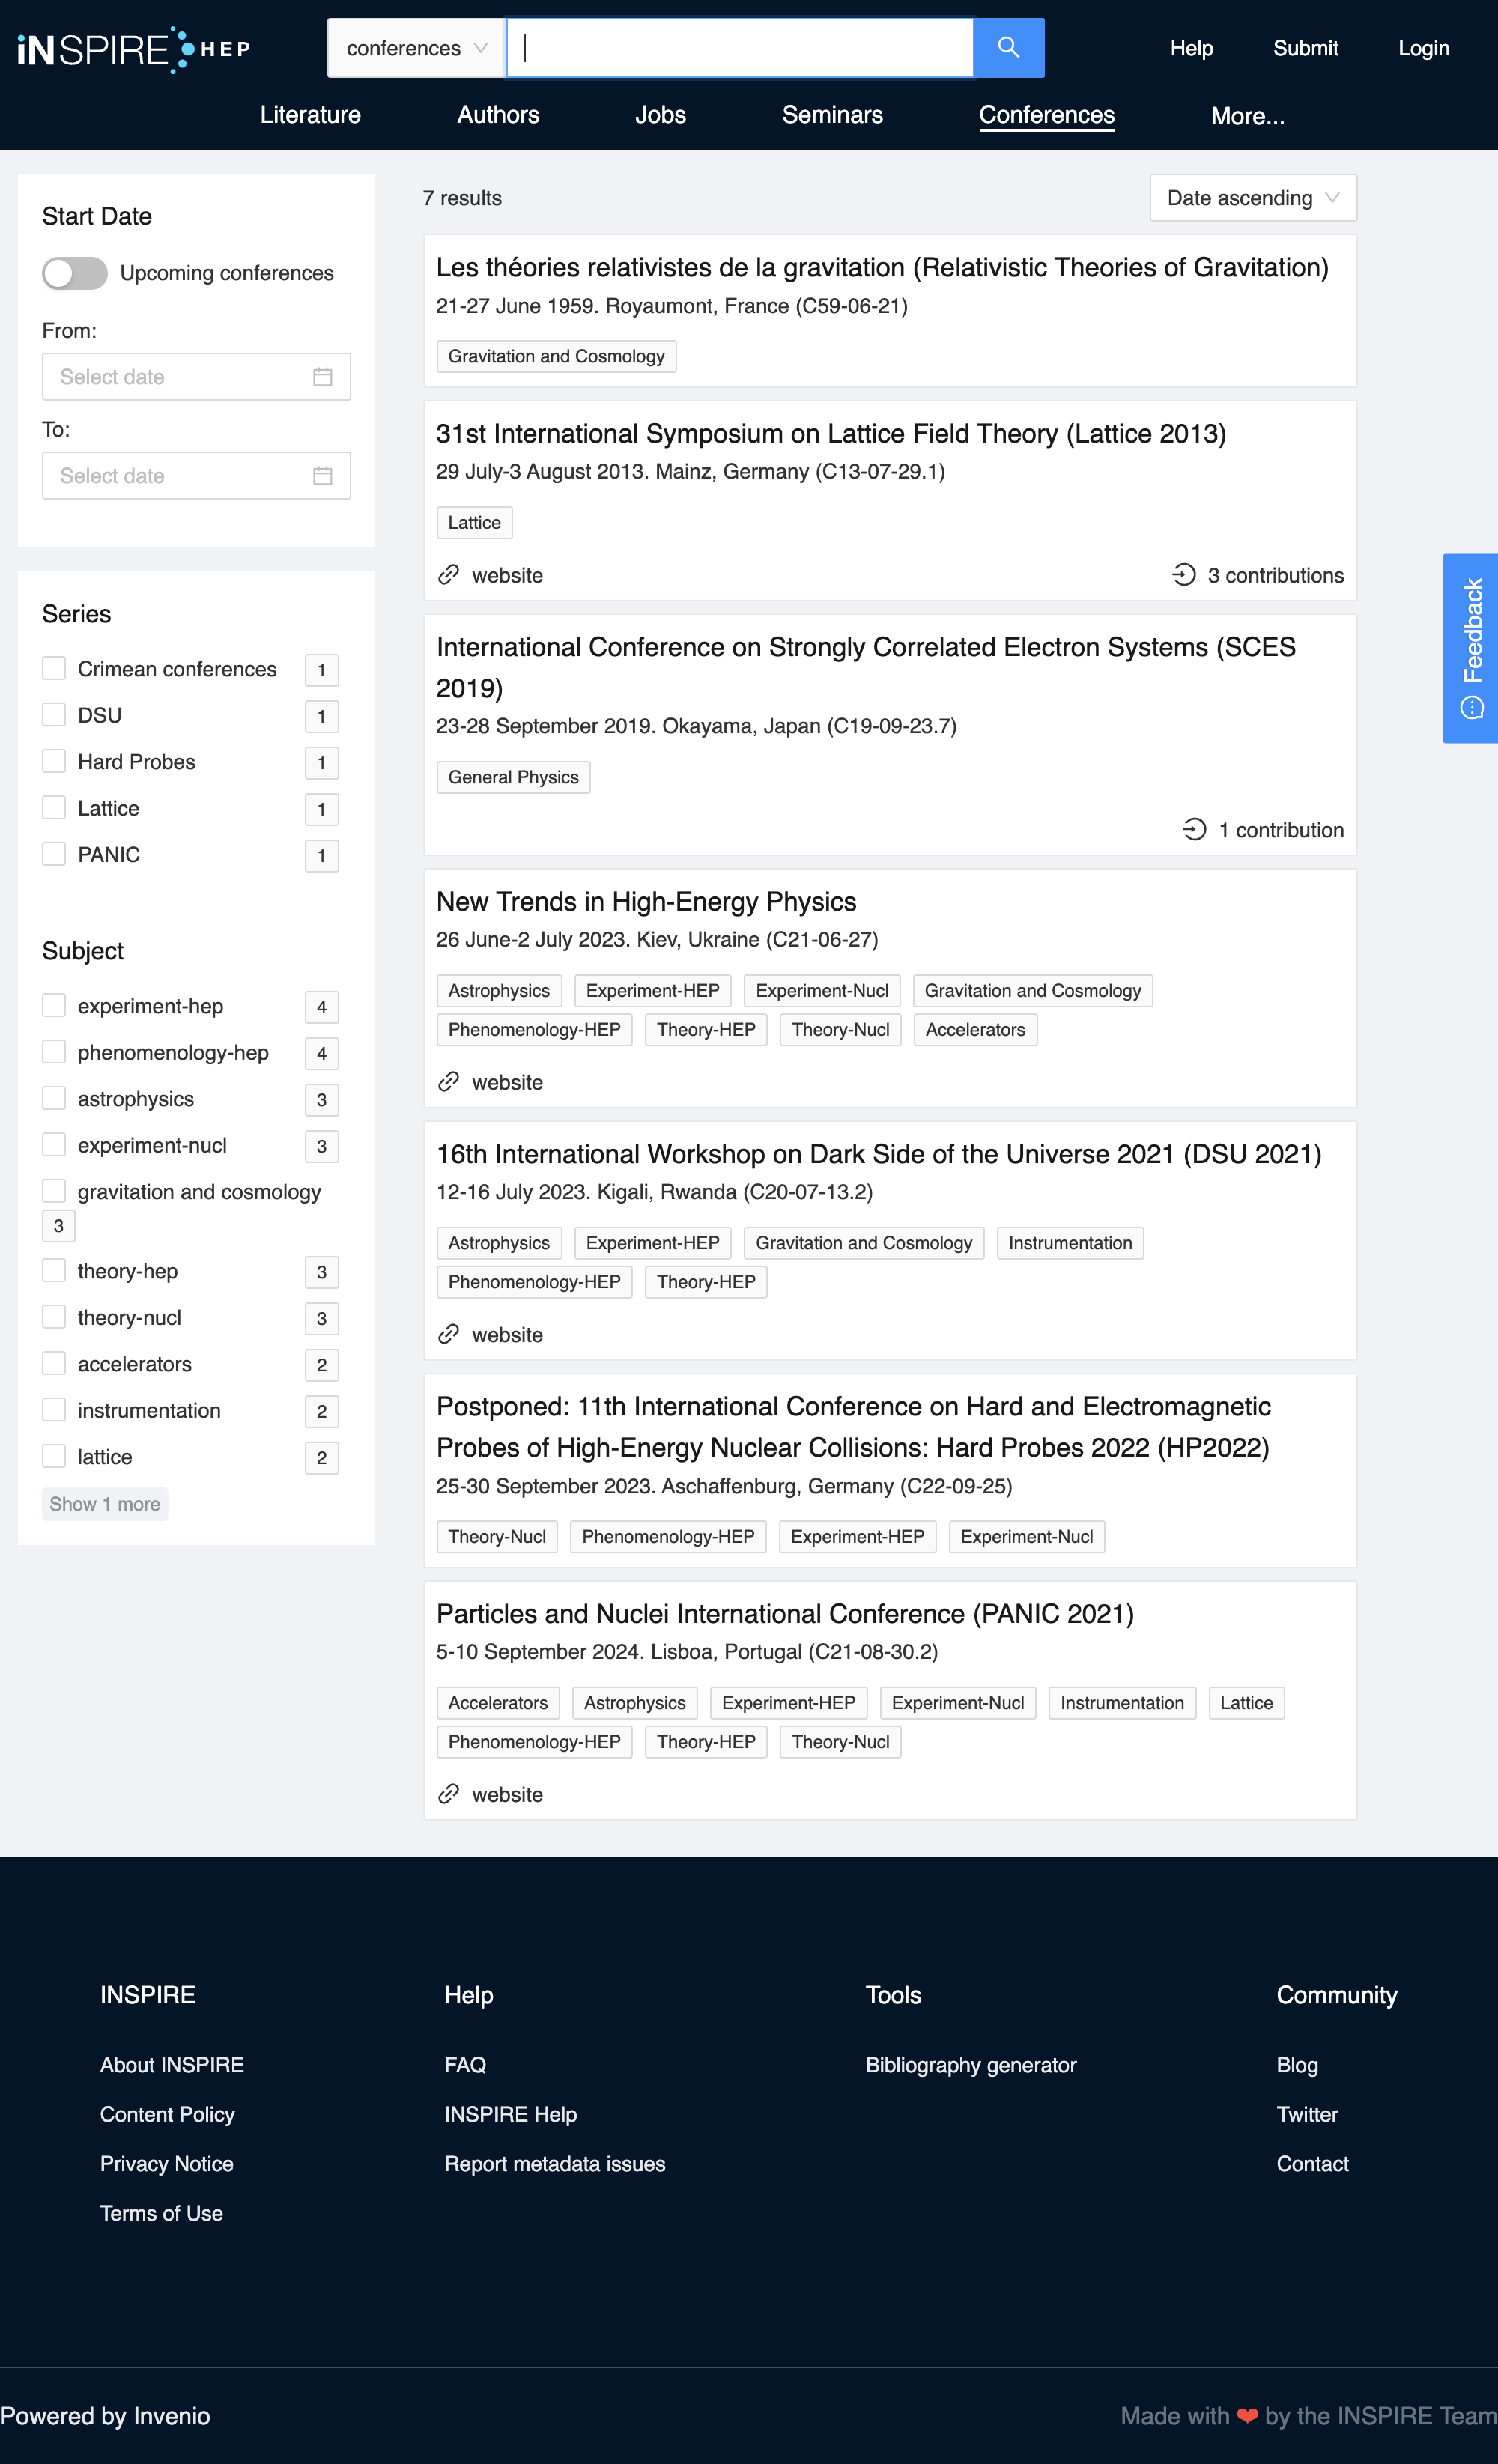 iNSPIRE HEP
conferences
Help
Submit
Login
Literature
Authors
Jobs
Seminars
Conferences
More...
Start Date
Upcoming conferences
From:
Select date
To:
Select date
Series
Crimean conferences 1
DSU 1
Hard Probes 1
Lattice 1
PANIC 1
Subject
experiment-hep 4
phenomenology-hep 4
astrophysics 3
experiment-nucl 3
gravitation and cosmology
3
theory-hep 3
theory-nucl 3
accelerators 2
instrumentation 2
lattice 2
Show 1 more
7 results
Date ascending
Les théories relativistes de la gravitation (Relativistic Theories of Gravitation)
21-27 June 1959. Royaumont, France (C59-06-21)
Gravitation and Cosmology
31st International Symposium on Lattice Field Theory (Lattice 2013)
29 July-3 August 2013. Mainz, Germany (C13-07-29.1)
Lattice
website
3 contributions
International Conference on Strongly Correlated Electron Systems (SCES
2019)
23-28 September 2019. Okayama, Japan (C19-09-23.7)
General Physics
1 contribution
New Trends in High-Energy Physics
26 June-2 July 2023. Kiev, Ukraine (C21-06-27)
Astrophysics Experiment-HEP Experiment-Nucl Gravitation and Cosmology
Phenomenology-HEP Theory-HEP Theory-Nucl Accelerators
website
16th International Workshop on Dark Side of the Universe 2021 (DSU 2021)
12-16 July 2023. Kigali, Rwanda (C20-07-13.2)
Astrophysics Experiment-HEP Gravitation and Cosmology Instrumentation
Phenomenology-HEP Theory-HEP
website
Postponed: 11th International Conference on Hard and Electromagnetic
Probes of High-Energy Nuclear Collisions: Hard Probes 2022 (HP2022)
25-30 September 2023. Aschaffenburg, Germany (C22-09-25)
Theory-Nucl Phenomenology-HEP Experiment-HEP Experiment-Nucl
Particles and Nuclei International Conference (PANIC 2021)
5-10 September 2024. Lisboa, Portugal (C21-08-30.2)
Accelerators Astrophysics Experiment-HEP Experiment-Nucl Instrumentation Lattice
Phenomenology-HEP Theory-HEP Theory-Nucl
website
Feedback
INSPIRE
About INSPIRE
Content Policy
Privacy Notice
Terms of Use
Help
FAQ
INSPIRE Help
Report metadata issues
Tools
Bibliography generator
Community
Blog
Twitter
Contact
Powered by Invenio
Made with ❤ by the INSPIRE Team